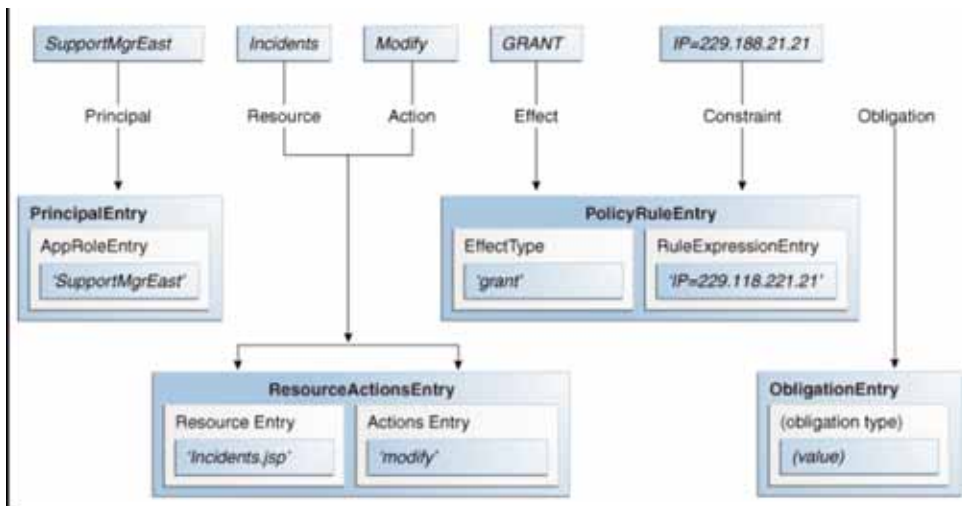 SupportMgrEast
Incidents
Modify
GRANT
IP=229.188.21.21
Principal
Resource
Action
Effect
Constraint
Obligation
PrincipalEntry
AppRoleEntry
'SupportMgrEast'
PolicyRuleEntry
EffectType
'grant'
RuleExpressionEntry
'IP=229.118.221.21'
ResourceActionsEntry
Resource Entry
'Incidents.jsp'
Actions Entry
'modify'
ObligationEntry
(obligation type)
(value)